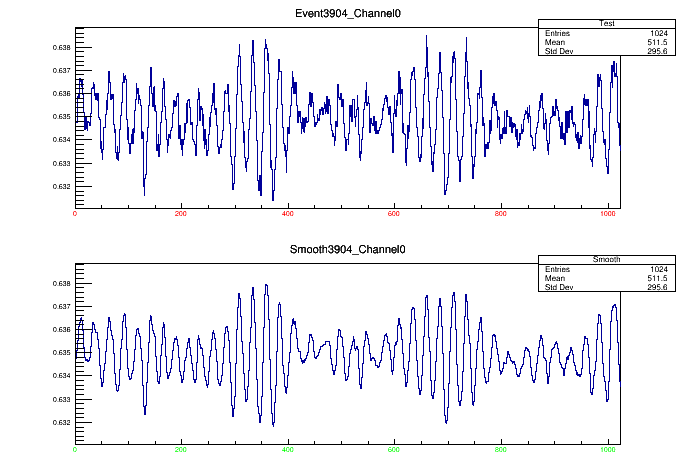 Event3904_Channel0
Test
Entries 1024
Mean 511.5
Std Dev 295.6
0.638
0.637
0.636
0.635
0.634
0.633
0.632
0 200 400 600 800 1000
Smooth3904_Channel0
Smooth
Entries 1024
Mean 511.5
Std Dev 295.6
0.638
0.637
0.636
0.635
0.634
0.633
0.632
0 200 400 600 800 1000